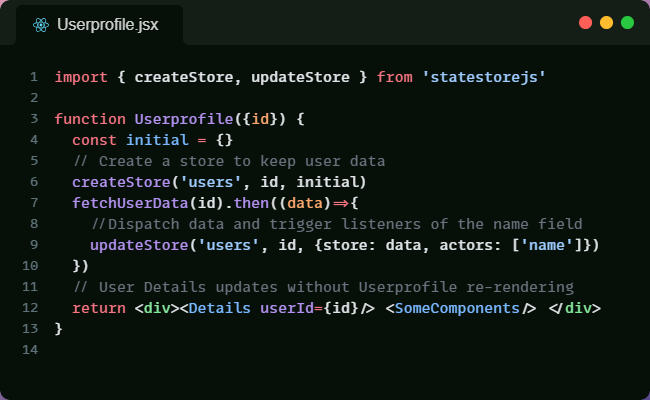 Userprofile.jsx
1 import { createStore, updateStore } from 'statestorejs'
2
3 function Userprofile({id}) {
4   const initial = {}
5   // Create a store to keep user data
6   createStore('users', id, initial)
7   fetchUserData(id).then((data)=>{
8     //Dispatch data and trigger listeners of the name field
9     updateStore('users', id, {store: data, actors: ['name']})
10   })
11   // User Details updates without Userprofile re-rendering
12   return <div><Details userId={id}/> <SomeComponents/> </div>
13 }
14